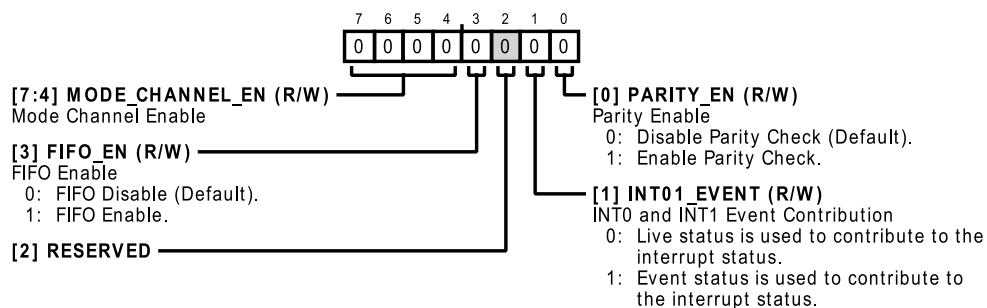 7 6 5 4 3 2 1 0
0 0 0 0 0 0 0 0
[7:4] MODE_CHANNEL_EN (R/W)
Mode Channel Enable
[3] FIFO_EN (R/W)
FIFO Enable
0: FIFO Disable (Default).
1: FIFO Enable.
[2] RESERVED
[0] PARITY_EN (R/W)
Parity Enable
0: Disable Parity Check (Default).
1: Enable Parity Check.
[1] INT01_EVENT (R/W)
INT0 and INT1 Event Contribution
0: Live status is used to contribute to the
interrupt status.
1: Event status is used to contribute to
the interrupt status.